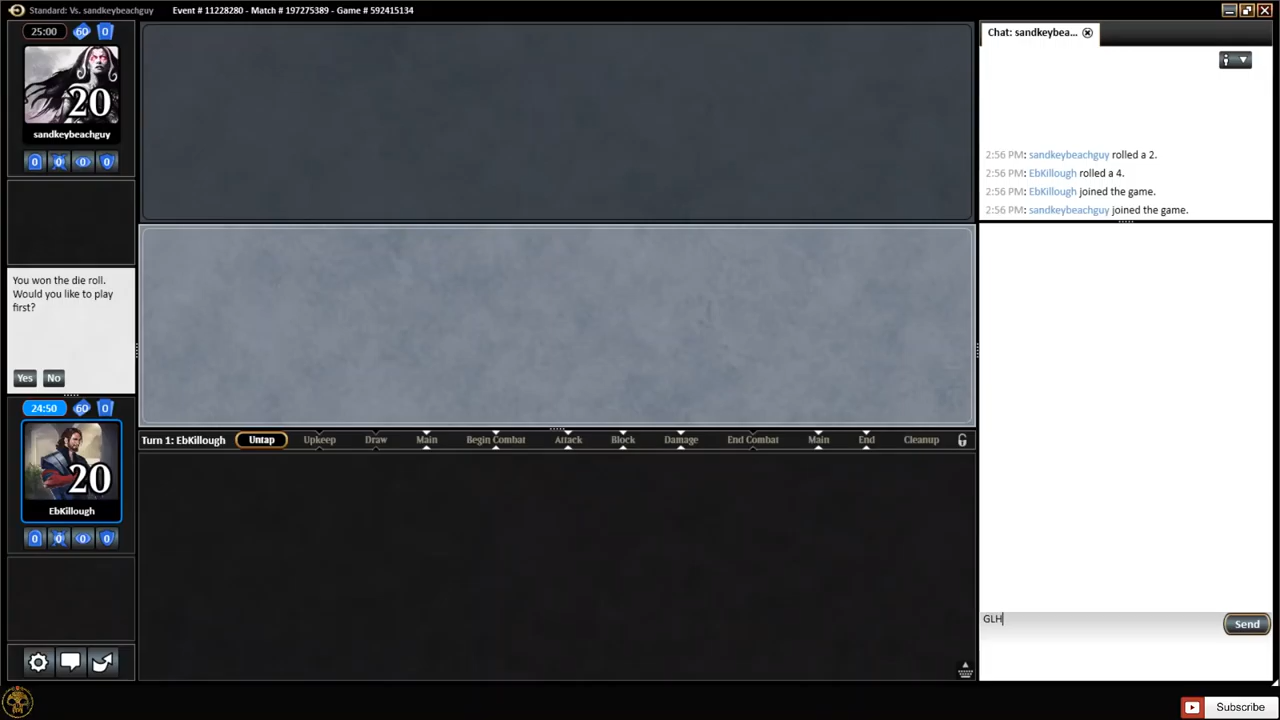 Standard: Vs. sandkeybeachguy
Event # 11228280 - Match # 197275389 - Game # 592415134
25:00 60 0
20
sandkeybeachguy
0 0 0 0
Chat: sandkeybea...
2:56 PM: sandkeybeachguy rolled a 2.
2:56 PM: EbKillough rolled a 4.
2:56 PM: EbKillough joined the game.
2:56 PM: sandkeybeachguy joined the game.
You won the die roll.
Would you like to play
first?
Yes No
24:50 60 0
20
EbKillough
0 0 0 0
Turn 1: EbKillough Untap Upkeep Draw Main Begin Combat Attack Block Damage End Combat Main End Cleanup
GLH
Send
Subscribe